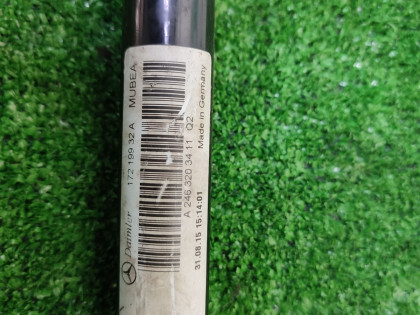 Daimler 172 199 32 A MUBEA
A 246 320 34 11 Q2
31.08.15 15:14:01 Made in Germany